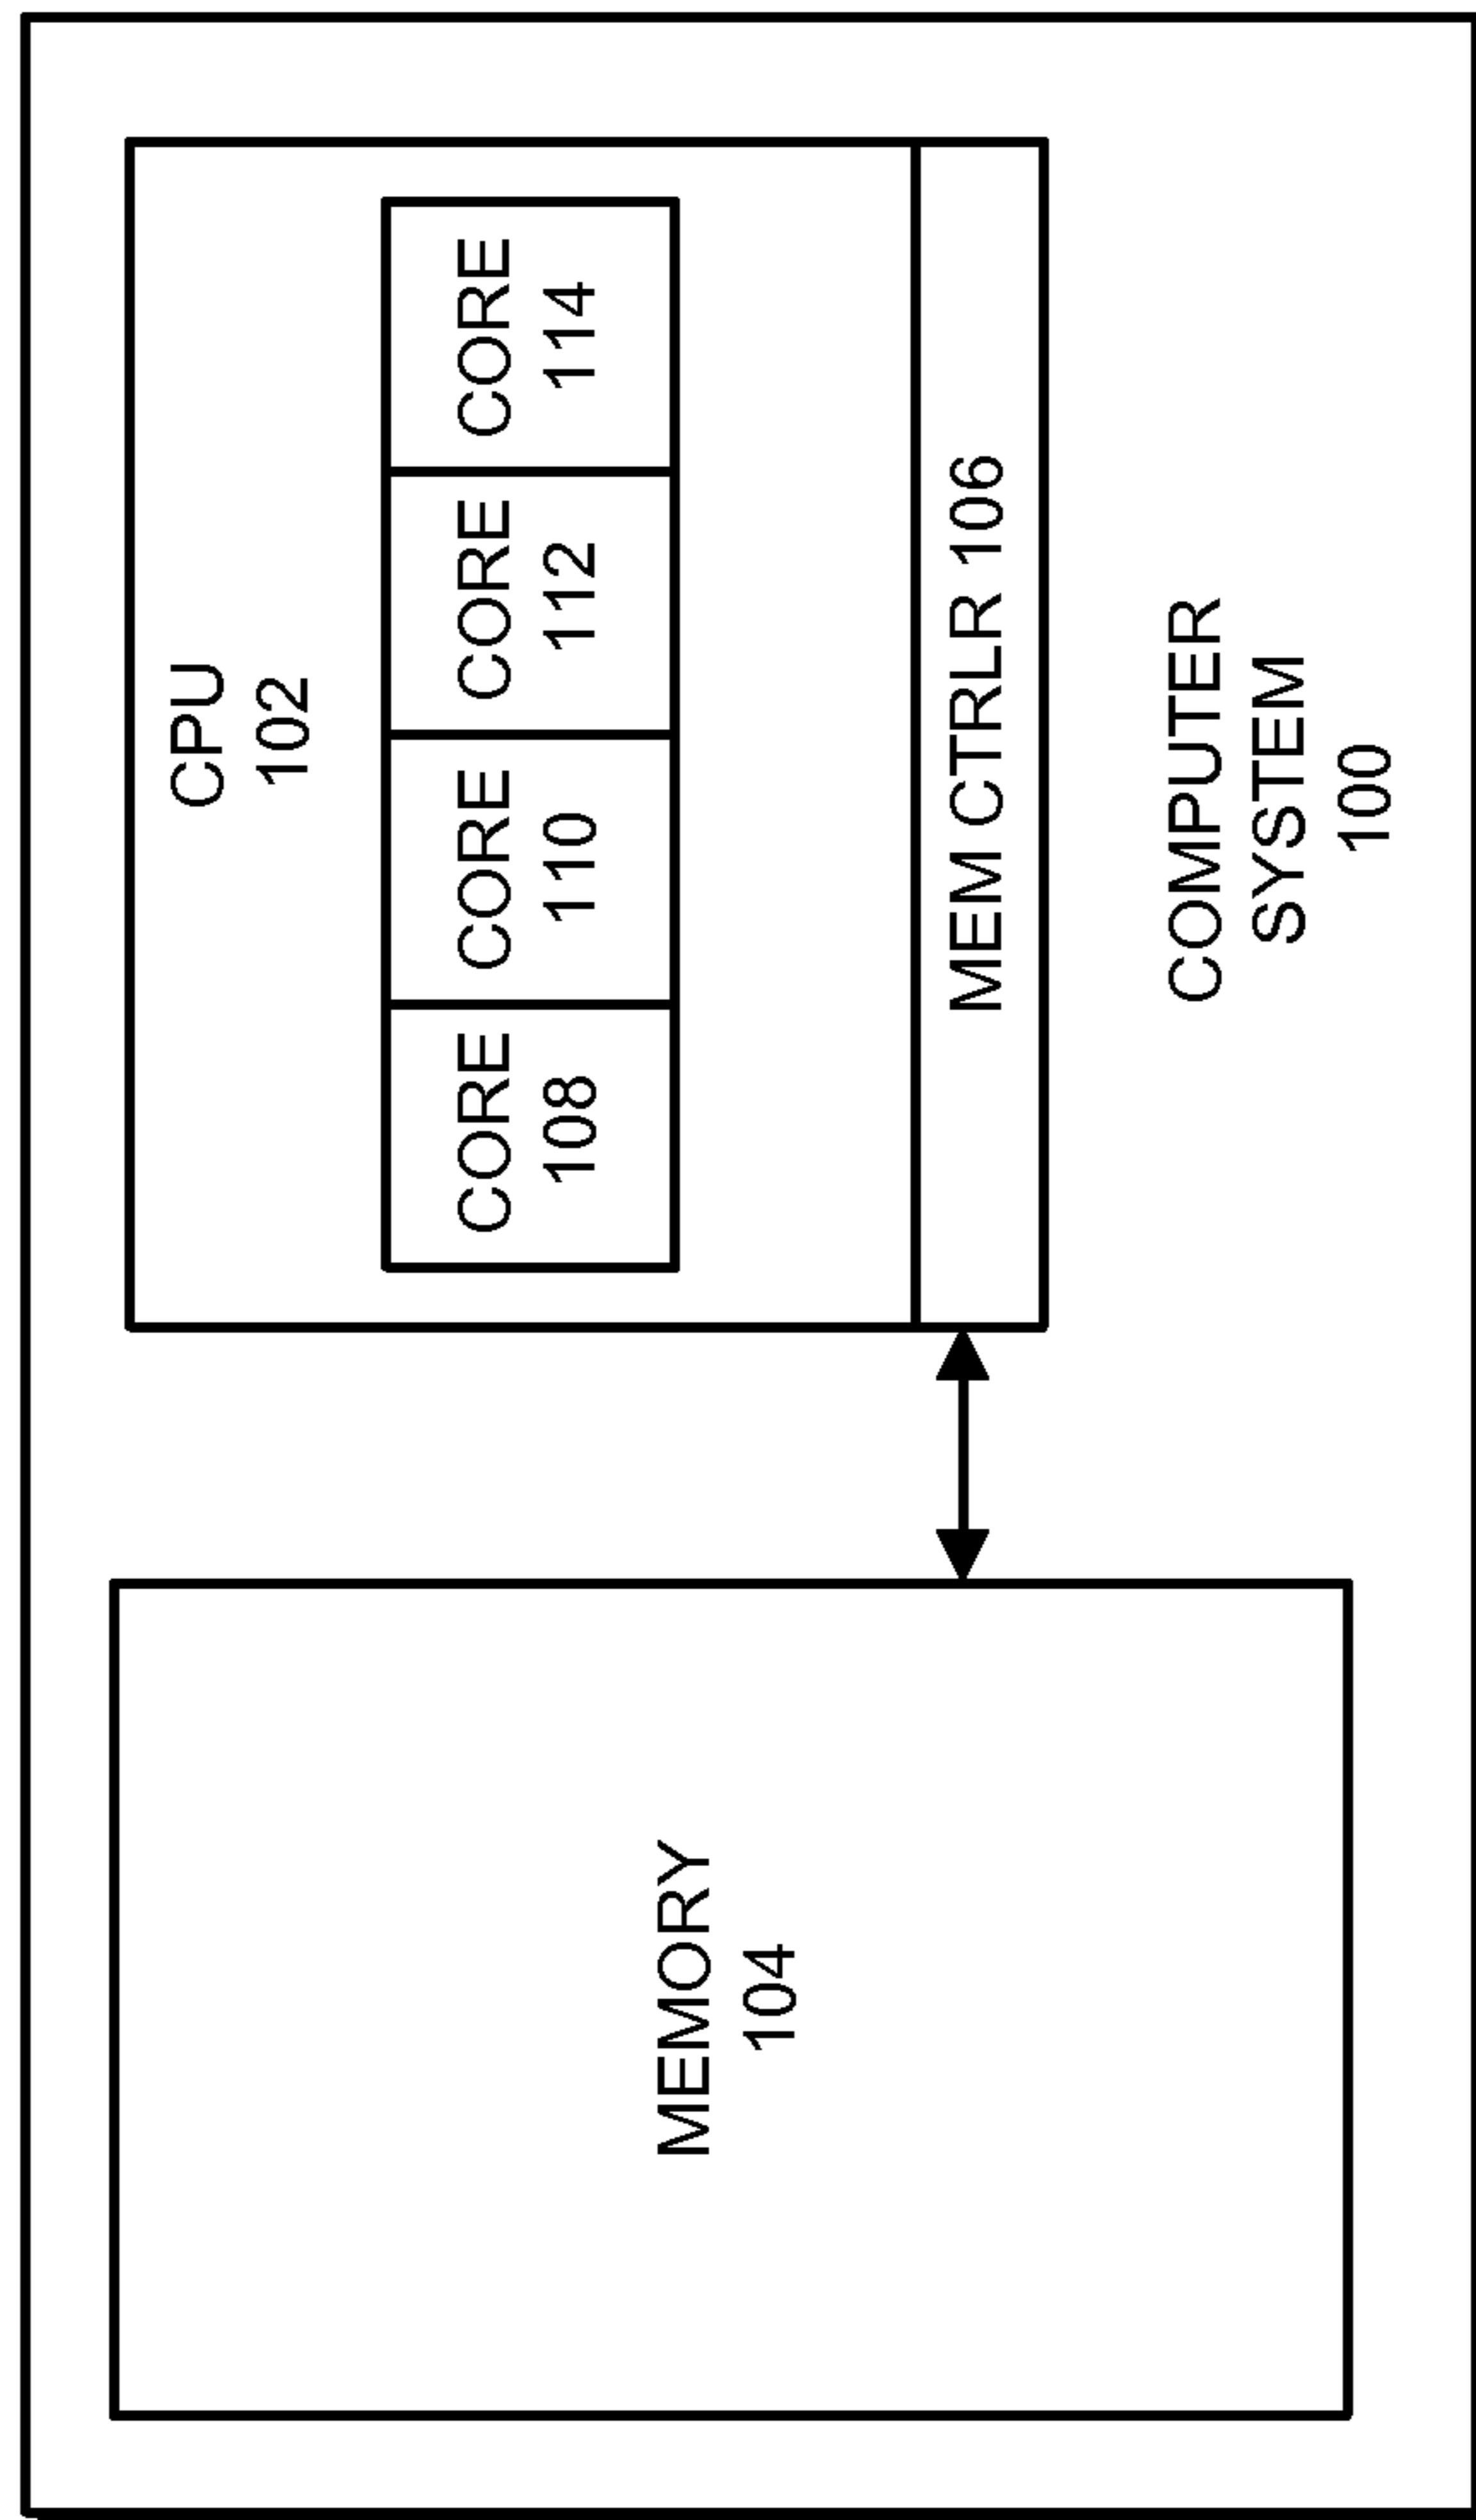 CPU
102
CORE
108
CORE
110
CORE
112
CORE
114
MEM CTRLR 106
MEMORY
104
COMPUTER
SYSTEM
100